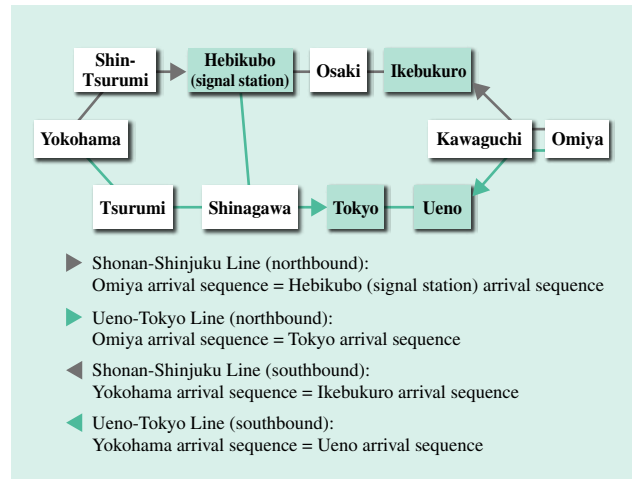 Shin-
Tsurumi
Hebikubo
(signal station)
Osaki
Ikebukuro
Yokohama
Kawaguchi
Omiya
Tsurumi
Shinagawa
Tokyo
Ueno
Shonan-Shinjuku Line (northbound):
Omiya arrival sequence = Hebikubo (signal station) arrival sequence
Ueno-Tokyo Line (northbound):
Omiya arrival sequence = Tokyo arrival sequence
Shonan-Shinjuku Line (southbound):
Yokohama arrival sequence = Ikebukuro arrival sequence
Ueno-Tokyo Line (southbound):
Yokohama arrival sequence = Ueno arrival sequence